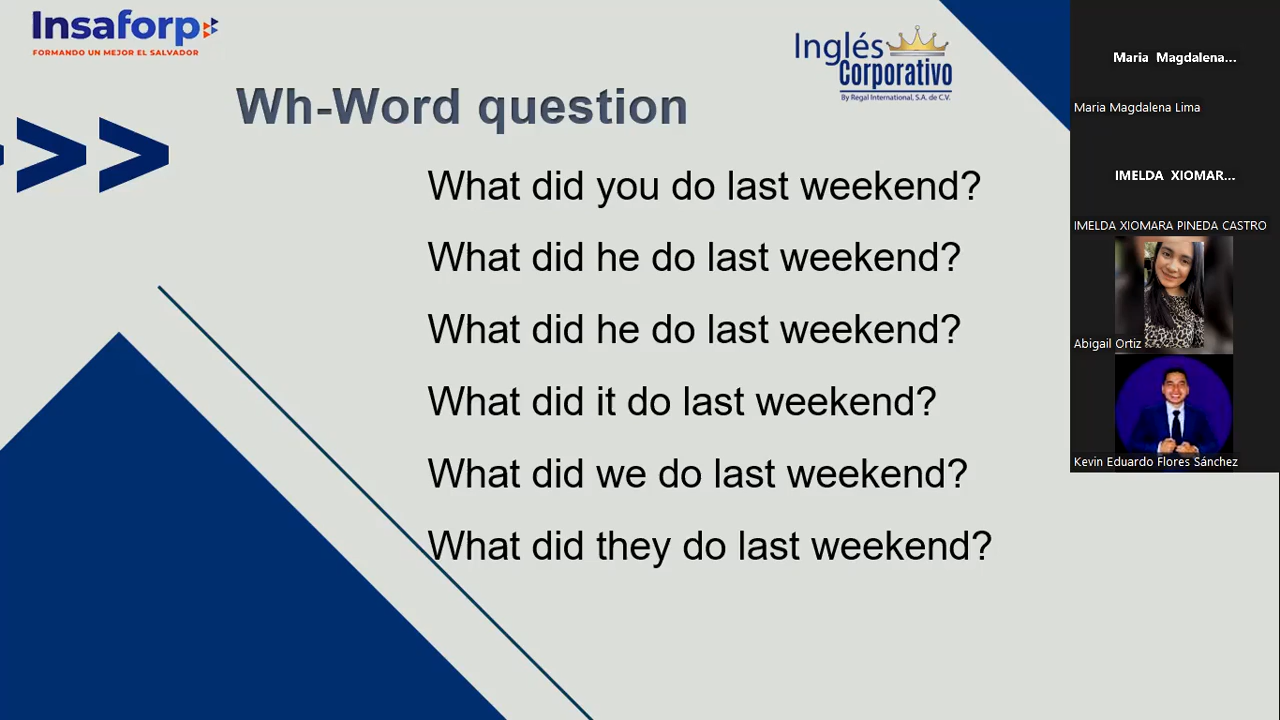 Insaforp
FORMANDO UN MEJOR EL SALVADOR
Inglés
Corporativo
By Regal International, S.A. de C.V.
Wh-Word question
What did you do last weekend?
What did he do last weekend?
What did he do last weekend?
What did it do last weekend?
What did we do last weekend?
What did they do last weekend?
Maria Magdalena...
Maria Magdalena Lima
IMELDA XIOMAR...
IMELDA XIOMARA PINEDA CASTRO
Abigail Ortiz
Kevin Eduardo Flores Sánchez